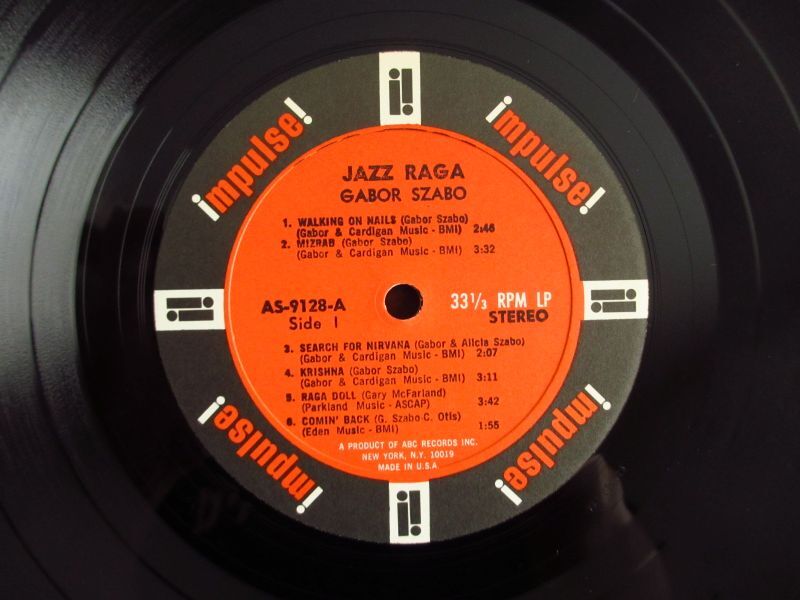 impulse!
impulse!
JAZZ RAGA
GABOR SZABO
1. WALKING ON NAILS (Gabor Szabo)
(Gabor & Cardigan Music - BMI) 2:46
2. MIZRAB (Gabor Szabo)
(Gabor & Cardigan Music - BMI) 3:32
AS-9128-A
Side 1
33 1/3 RPM LP
STEREO
3. SEARCH FOR NIRVANA (Gabor & Alicia Szabo)
(Gabor & Cardigan Music - BMI) 2:07
4. KRISHNA (Gabor Szabo)
(Gabor & Cardigan Music - BMI) 3:11
5. RAGA DOLL (Gary McFarland)
(Parkland Music - ASCAP) 3:42
6. COMIN' BACK (G. Szabo-C. Otis)
(Eden Music - BMI) 1:55
A PRODUCT OF ABC RECORDS INC.
NEW YORK, N.Y. 10019
MADE IN U.S.A
impulse!
impulse!